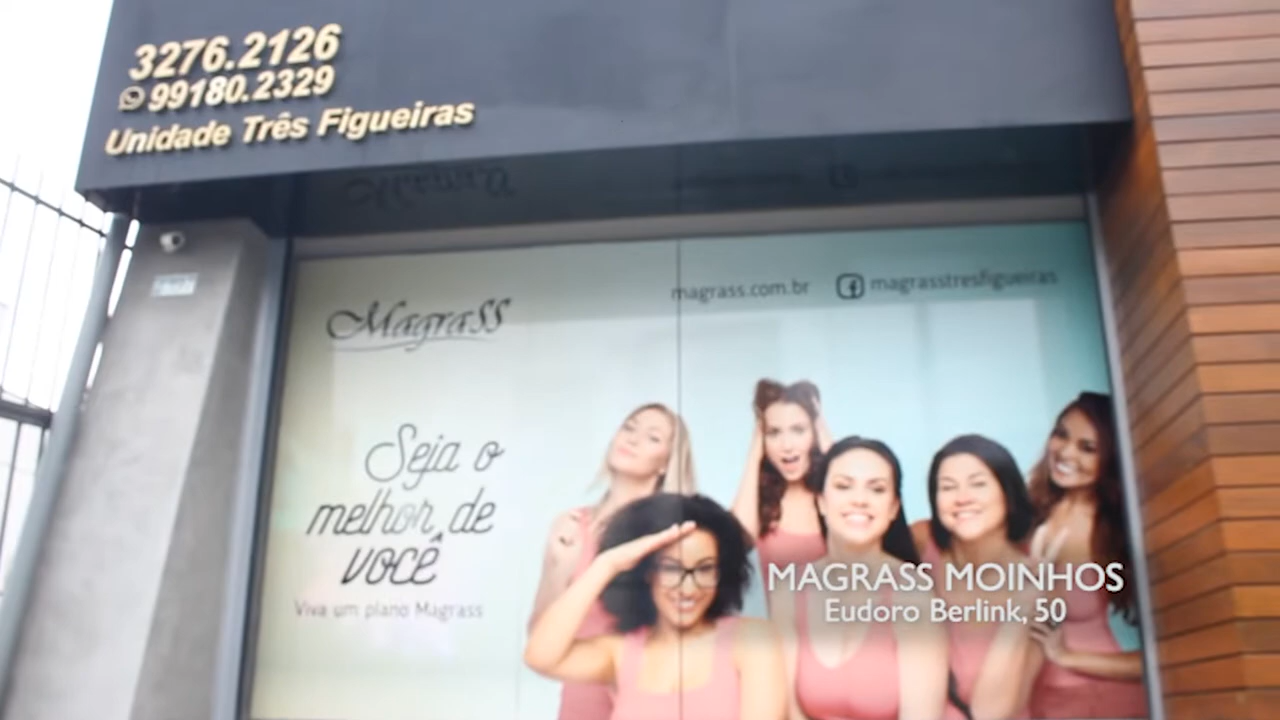 3276.2126
99180.2329
Unidade Três Figueiras
magrass.com.br magrasstresfigueiras
Magrass
Seja o
melhor de
você
Viva um plano Magrass
MAGRASS MOINHOS
Eudoro Berlink, 50